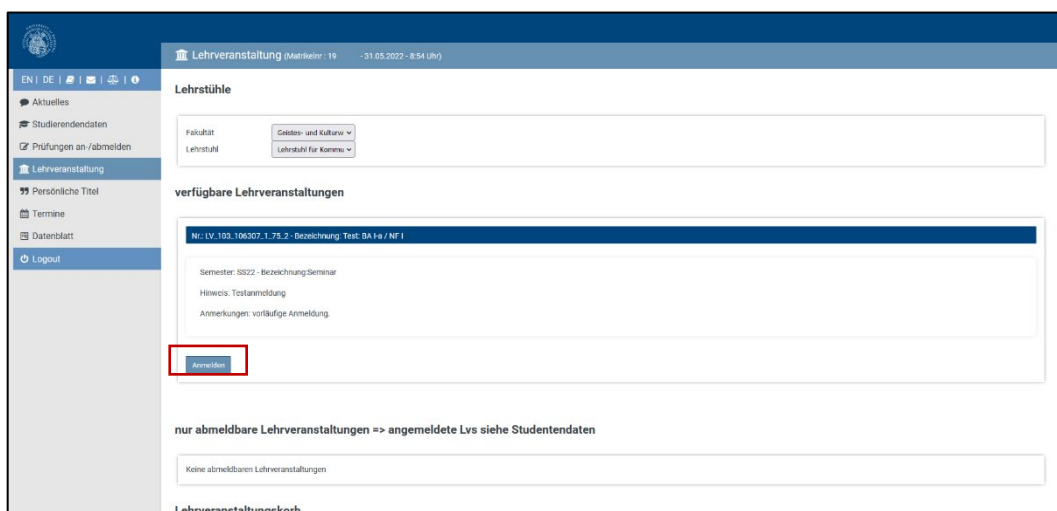 Lehrveranstaltung (Matrikelnr : 19 - 31.05.2022 - 8:54 Uhr)
EN | DE | | | |
Aktuelles
Studierendendaten
Prüfungen an-/abmelden
Lehrveranstaltung
Persönliche Titel
Termine
Datenblatt
Logout
Lehrstühle
Fakultät Geistes- und Kulturw
Lehrstuhl Lehrstuhl für Kommu
verfügbare Lehrveranstaltungen
Nr.: LV_103_106307_1_75_2 - Bezeichnung: Test: BA I-a / NF I
Semester: SS22 - Bezeichnung:Seminar
Hinweis: Testanmeldung
Anmerkungen: vorläufige Anmeldung.
Anmelden
nur abmeldbare Lehrveranstaltungen => angemeldete Lvs siehe Studentendaten
Keine abmeldbaren Lehrveranstaltungen
Lehrveranstaltungskorb